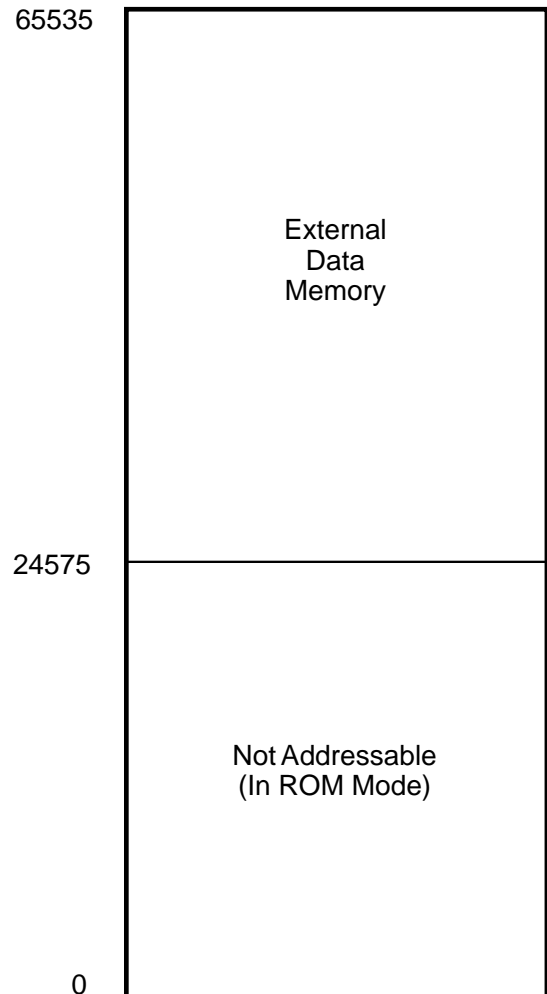 65535
External
Data
Memory
24575
Not Addressable
(In ROM Mode)
0